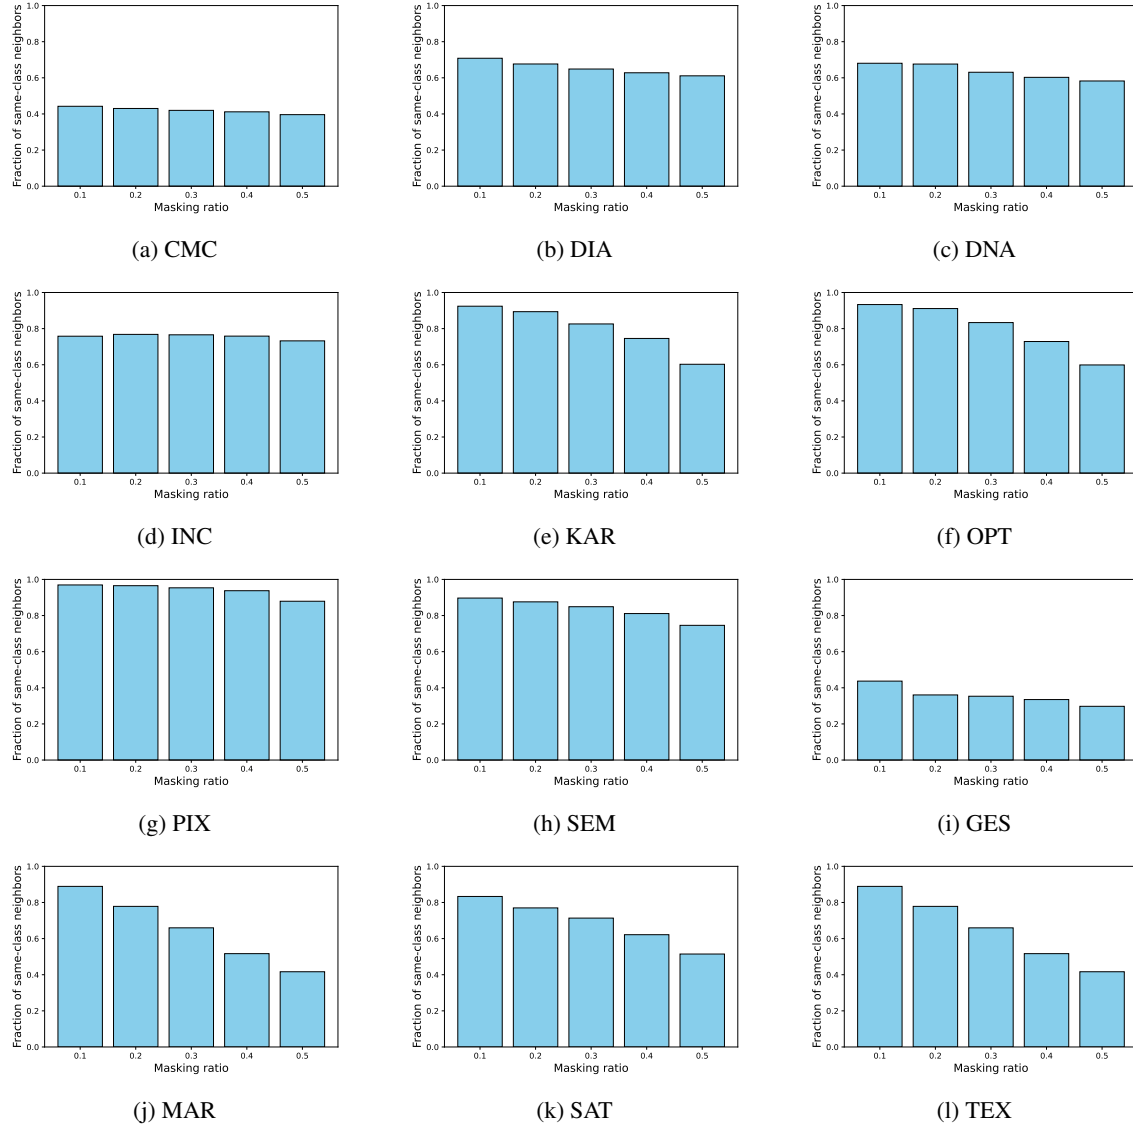 Fraction of same-class neighbors
1.0
0.8
0.6
0.4
0.2
0.0
0.1 0.2 0.3 0.4 0.5
Masking ratio
(a) CMC
Fraction of same-class neighbors
1.0
0.8
0.6
0.4
0.2
0.0
0.1 0.2 0.3 0.4 0.5
Masking ratio
(b) DIA
Fraction of same-class neighbors
1.0
0.8
0.6
0.4
0.2
0.0
0.1 0.2 0.3 0.4 0.5
Masking ratio
(c) DNA
Fraction of same-class neighbors
1.0
0.8
0.6
0.4
0.2
0.0
0.1 0.2 0.3 0.4 0.5
Masking ratio
(d) INC
Fraction of same-class neighbors
1.0
0.8
0.6
0.4
0.2
0.0
0.1 0.2 0.3 0.4 0.5
Masking ratio
(e) KAR
Fraction of same-class neighbors
1.0
0.8
0.6
0.4
0.2
0.0
0.1 0.2 0.3 0.4 0.5
Masking ratio
(f) OPT
Fraction of same-class neighbors
1.0
0.8
0.6
0.4
0.2
0.0
0.1 0.2 0.3 0.4 0.5
Masking ratio
(g) PIX
Fraction of same-class neighbors
1.0
0.8
0.6
0.4
0.2
0.0
0.1 0.2 0.3 0.4 0.5
Masking ratio
(h) SEM
Fraction of same-class neighbors
1.0
0.8
0.6
0.4
0.2
0.0
0.1 0.2 0.3 0.4 0.5
Masking ratio
(i) GES
Fraction of same-class neighbors
1.0
0.8
0.6
0.4
0.2
0.0
0.1 0.2 0.3 0.4 0.5
Masking ratio
(j) MAR
Fraction of same-class neighbors
1.0
0.8
0.6
0.4
0.2
0.0
0.1 0.2 0.3 0.4 0.5
Masking ratio
(k) SAT
Fraction of same-class neighbors
1.0
0.8
0.6
0.4
0.2
0.0
0.1 0.2 0.3 0.4 0.5
Masking ratio
(l) TEX